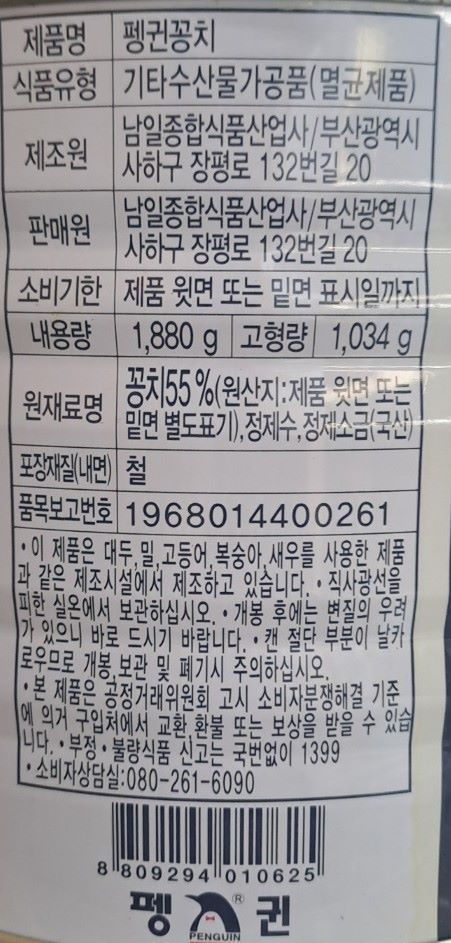 제품명 펭귄꽁치
식품유형 기타수산물가공품(멸균제품)
제조원 남일종합식품산업사/부산광역시
사하구 장평로 132번길 20
판매원 남일종합식품산업사/부산광역시
사하구 장평로 132번길 20
소비기한 제품 윗면 또는 밑면 표시일까지
내용량 1,880 g 고형량 1,034 g
원재료명 꽁치55%(원산지:제품 윗면 또는
밑면 별도표기),정제수,정제소금(국산)
포장재질(내면) 철
품목보고번호 1968014400261
•이 제품은 대두,밀,고등어,복숭아,새우를 사용한 제품
과 같은 제조시설에서 제조하고 있습니다. •직사광선을
피한 실온에서 보관하십시오. •개봉 후에는 변질의 우려
가 있으니 바로 드시기 바랍니다. •캔 절단 부분이 날카
로우므로 개봉,보관 및 폐기시 주의하십시오.
•본 제품은 공정거래위원회 고시 소비자분쟁해결 기준
에 의거 구입처에서 교환 환불 또는 보상을 받을 수 있습
니다. •부정•불량식품 신고는 국번없이 1399
•소비자상담실:080-261-6090
8 809294 010625
펭 ® 귄
PENGUIN